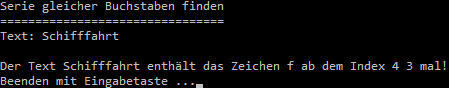 Serie gleicher Buchstaben finden
================================
Text: Schifffahrt
Der Text Schifffahrt enthält das Zeichen f ab dem Index 4 3 mal!
Beenden mit Eingabetaste ...